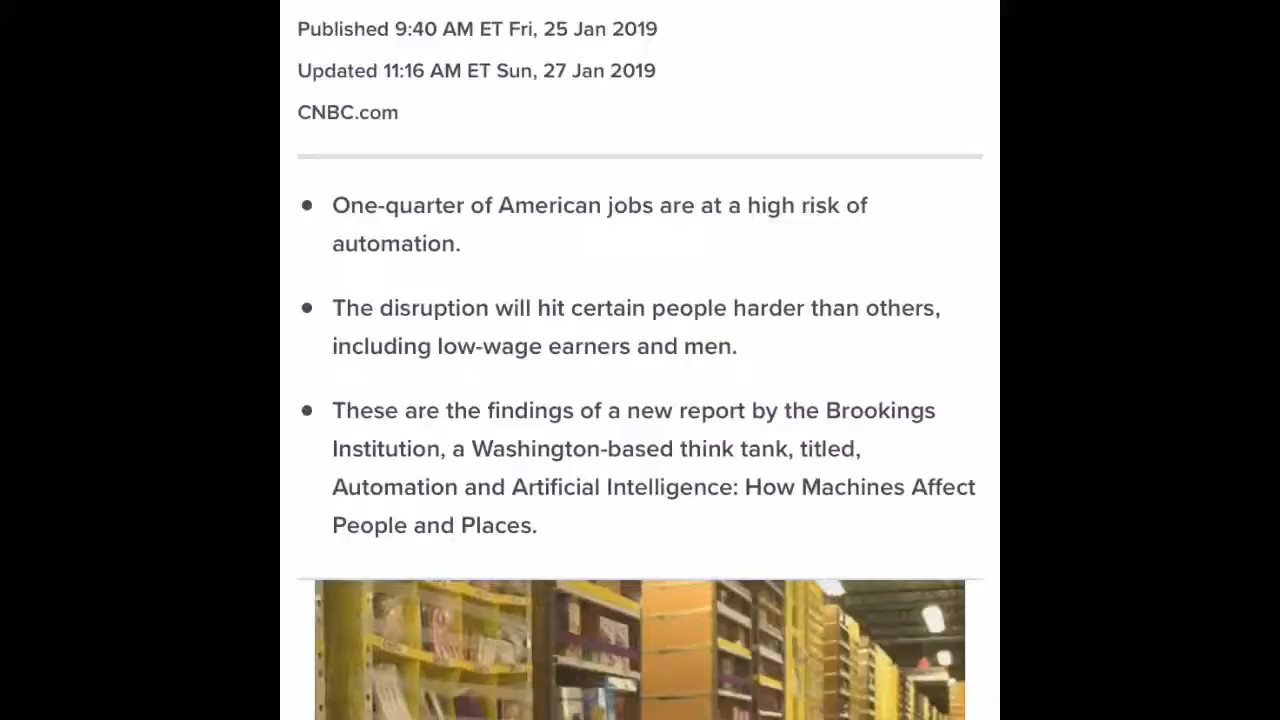 Published 9:40 AM ET Fri, 25 Jan 2019
Updated 11:16 AM ET Sun, 27 Jan 2019
CNBC.com
One-quarter of American jobs are at a high risk of
automation.
The disruption will hit certain people harder than others,
including low-wage earners and men.
These are the findings of a new report by the Brookings
Institution, a Washington-based think tank, titled,
Automation and Artificial Intelligence: How Machines Affect
People and Places.